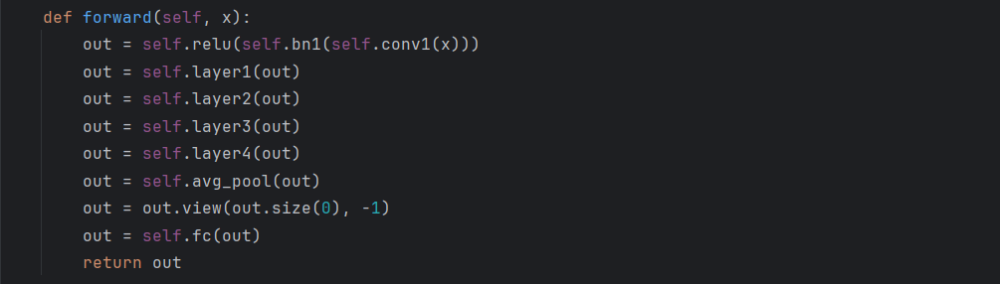 def forward(self, x):
    out = self.relu(self.bn1(self.conv1(x)))
    out = self.layer1(out)
    out = self.layer2(out)
    out = self.layer3(out)
    out = self.layer4(out)
    out = self.avg_pool(out)
    out = out.view(out.size(0), -1)
    out = self.fc(out)
    return out